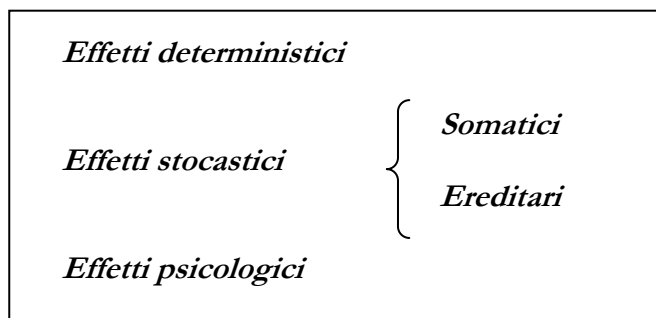 Effetti deterministici
Effetti stocastici
Somatici
Ereditari
Effetti psicologici